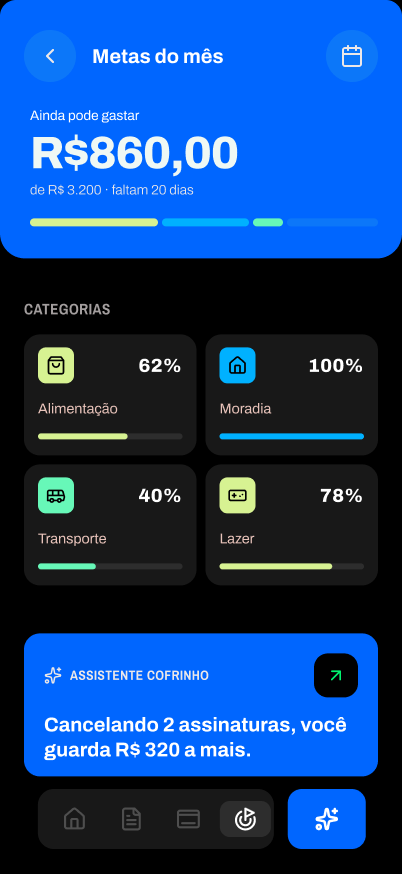 Metas do mês
Ainda pode gastar
R$860,00
de R$ 3.200 · faltam 20 dias
CATEGORIAS
62%
Alimentação
100%
Moradia
40%
Transporte
78%
Lazer
ASSISTENTE COFRINHO
Cancelando 2 assinaturas, você
guarda R$ 320 a mais.